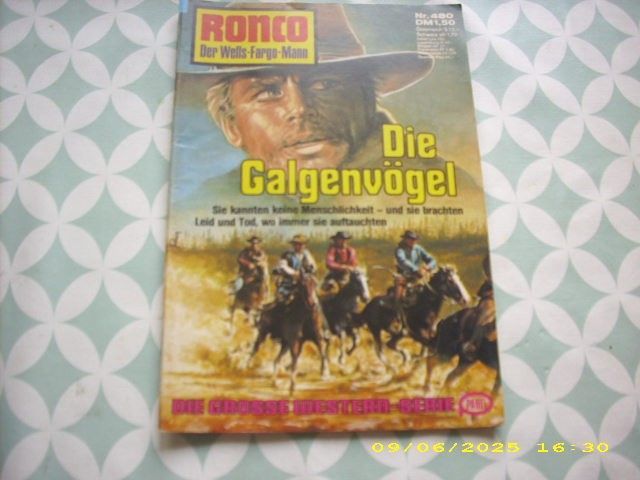 RONCO
Der Wells-Fargo-Mann
Nr. 480
DM 1,50
Die
Galgenvögel
Sie kannten keine Menschlichkeit – und sie brachten
Leid und Tod, wo immer sie auftauchten
DIE GROSSE WESTERN-SERIE
09/06/2025 16:30